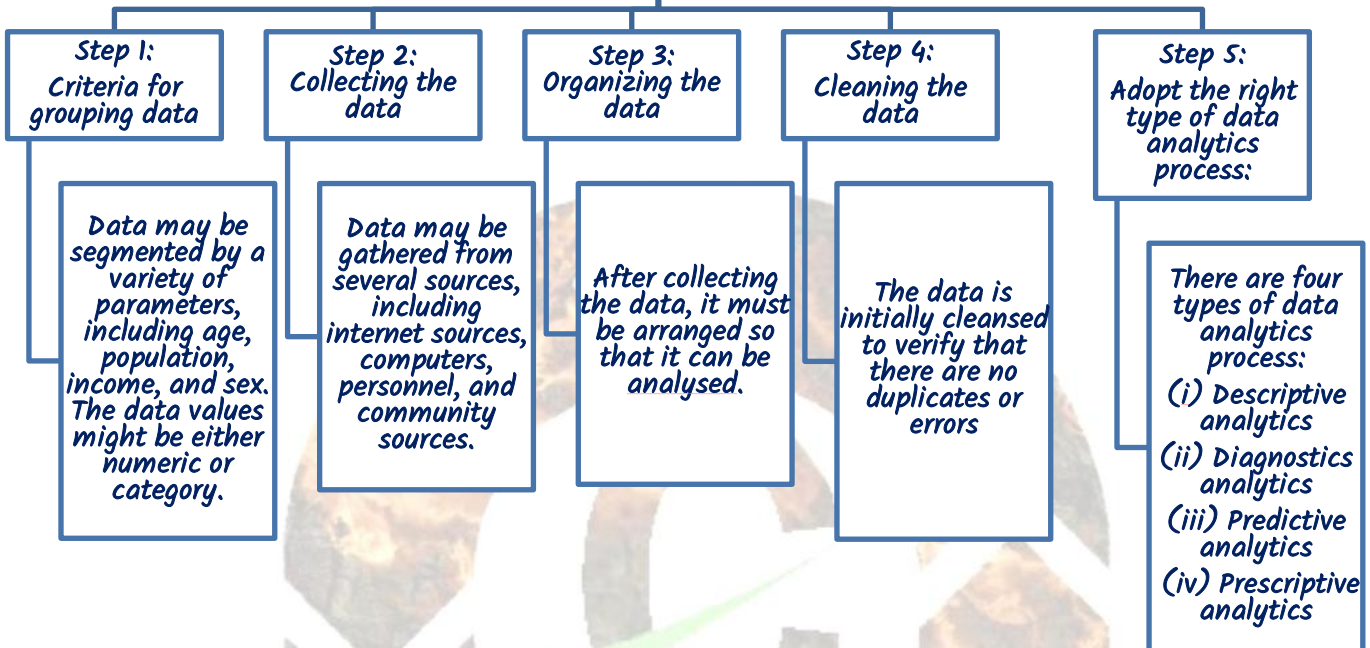 Step 1:
Criteria for
grouping data
Data may be
segmented by a
variety of
parameters,
including age,
population,
income, and sex.
The data values
might be either
numeric or
category.
Step 2:
Collecting the
data
Data may be
gathered from
several sources,
including
internet sources,
computers,
personnel, and
community
sources.
Step 3:
Organizing the
data
After collecting
the data, it must
be arranged so
that it can be
analysed.
Step 4:
Cleaning the
data
The data is
initially cleansed
to verify that
there are no
duplicates or
errors
Step 5:
Adopt the right
type of data
analytics
process:
There are four
types of data
analytics
process:
(i) Descriptive
analytics
(ii) Diagnostics
analytics
(iii) Predictive
analytics
(iv) Prescriptive
analytics